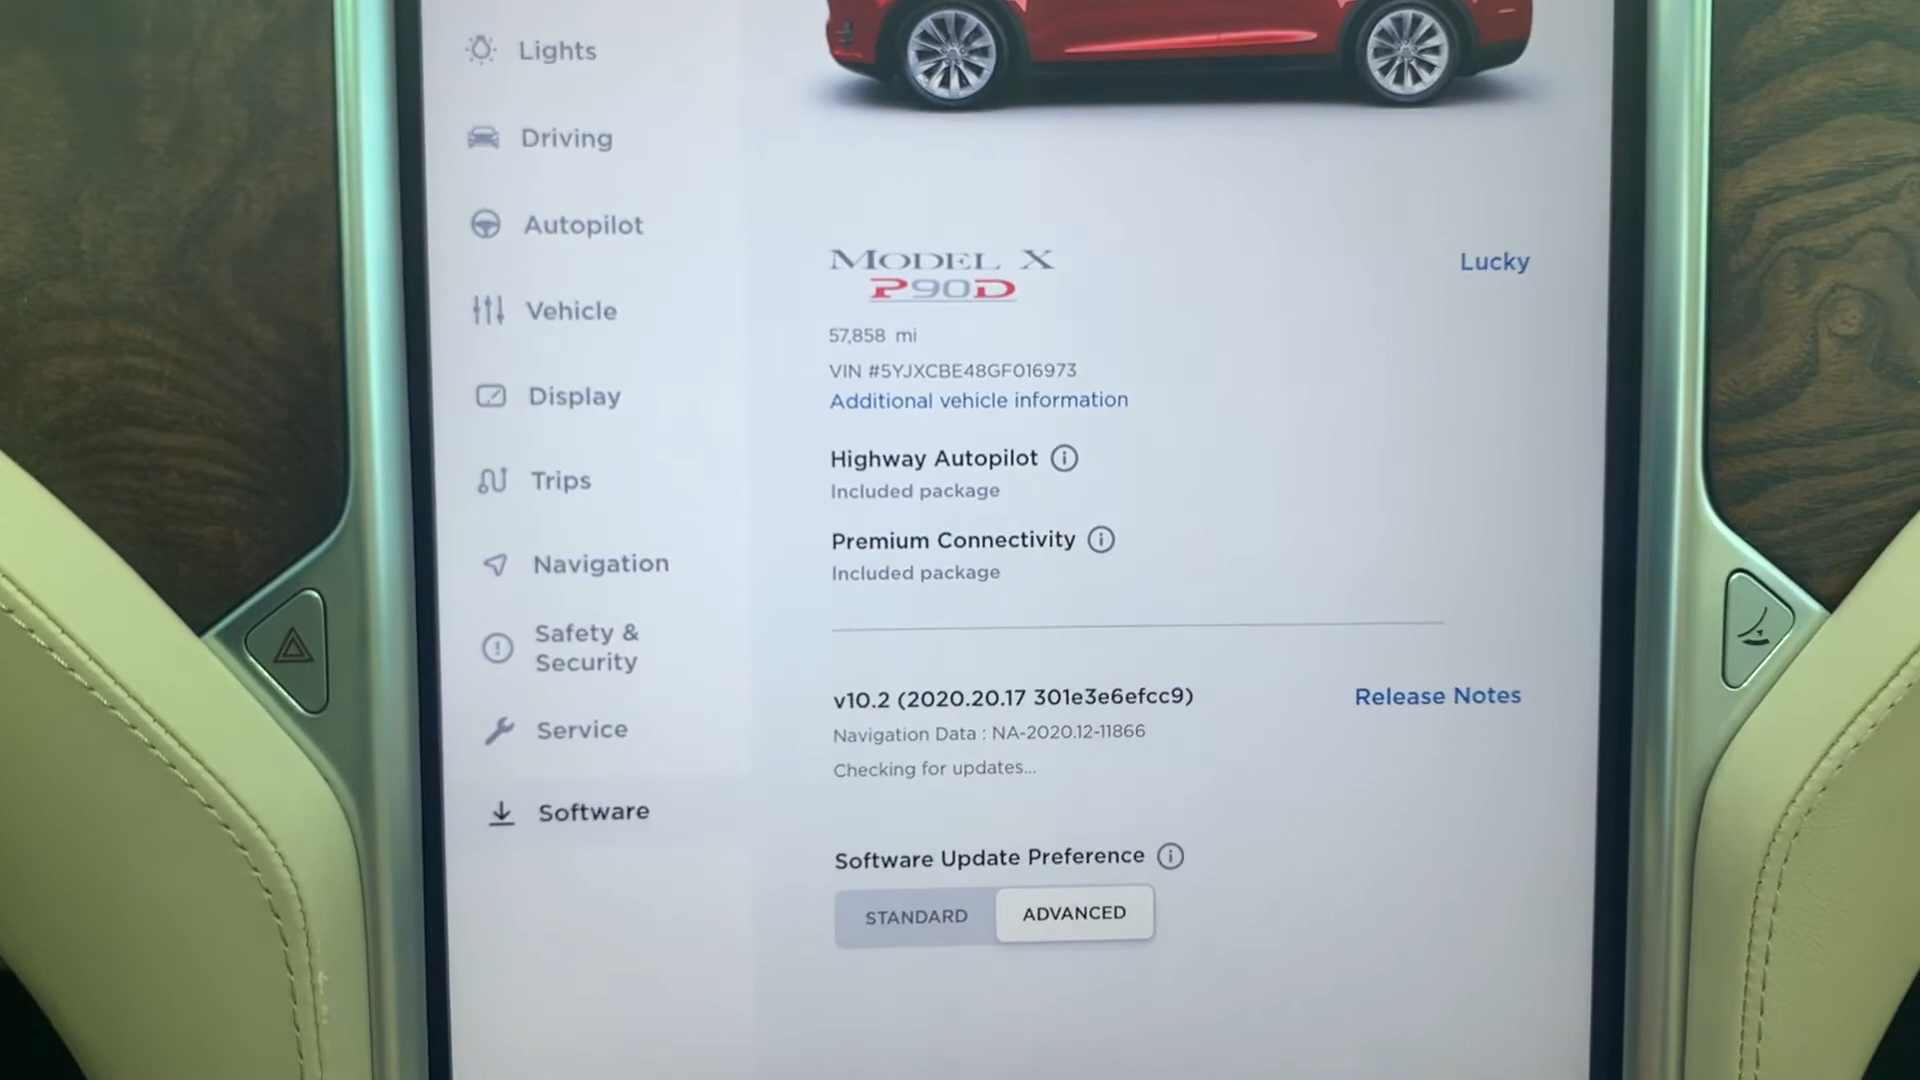 Lights
Driving
Autopilot
Vehicle
Display
Trips
Navigation
Safety &
Security
Service
Software
MODEL X
P90D
Lucky
57,858 mi
VIN #5YJXCBE48GF016973
Additional vehicle information
Highway Autopilot
Included package
Premium Connectivity
Included package
v10.2 (2020.20.17 301e3e6efcc9)
Release Notes
Navigation Data : NA-2020.12-11866
Checking for updates...
Software Update Preference
STANDARD
ADVANCED